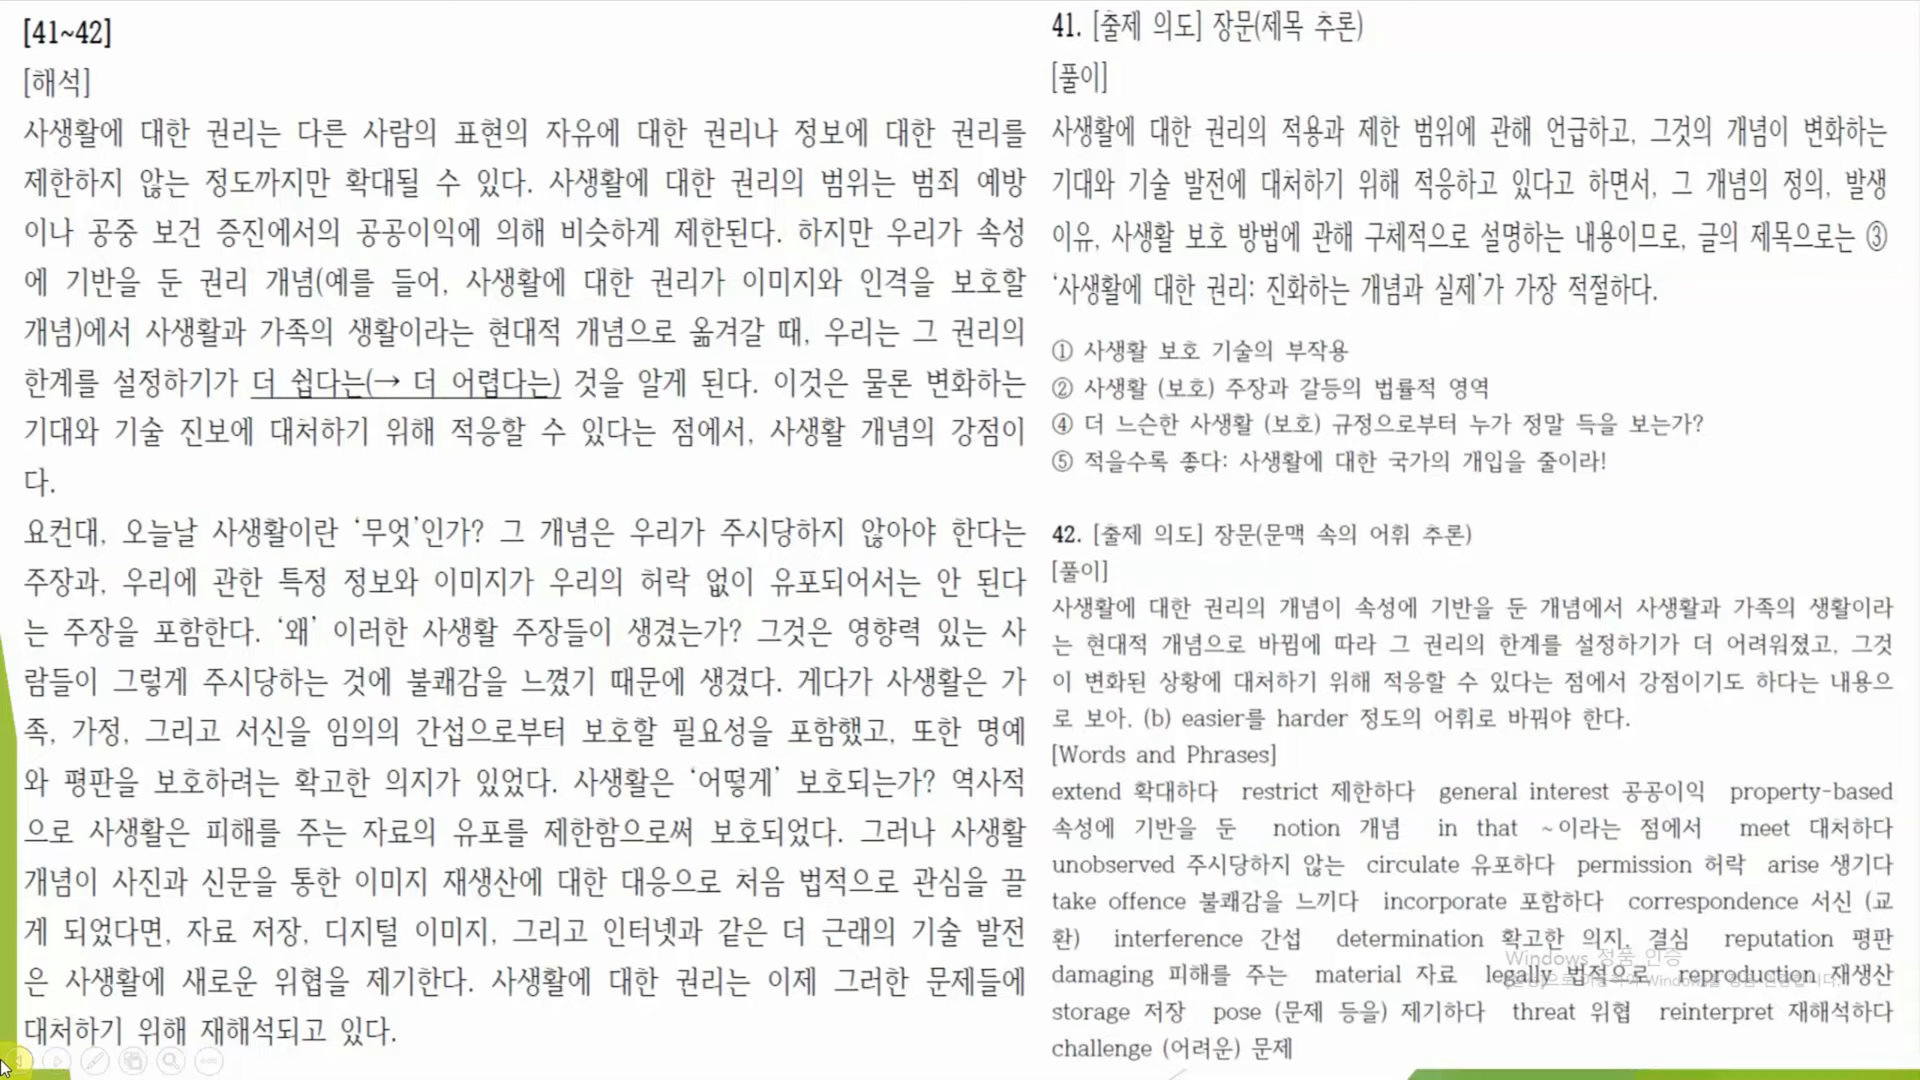 [41~42]
[해석]
사생활에 대한 권리는 다른 사람의 표현의 자유에 대한 권리나 정보에 대한 권리를
제한하지 않는 정도까지만 확대될 수 있다. 사생활에 대한 권리의 범위는 범죄 예방
이나 공중 보건 증진에서의 공공이익에 의해 비슷하게 제한된다. 하지만 우리가 속성
에 기반을 둔 권리 개념(예를 들어, 사생활에 대한 권리가 이미지와 인격을 보호할
개념)에서 사생활과 가족의 생활이라는 현대적 개념으로 옮겨갈 때, 우리는 그 권리의
한계를 설정하기가 더 쉽다는(→ 더 어렵다는) 것을 알게 된다. 이것은 물론 변화하는
기대와 기술 진보에 대처하기 위해 적응할 수 있다는 점에서, 사생활 개념의 강점이
다.
요컨대, 오늘날 사생활이란 ‘무엇’인가? 그 개념은 우리가 주시당하지 않아야 한다는
주장과, 우리에 관한 특정 정보와 이미지가 우리의 허락 없이 유포되어서는 안 된다
는 주장을 포함한다. ‘왜’ 이러한 사생활 주장들이 생겼는가? 그것은 영향력 있는 사
람들이 그렇게 주시당하는 것에 불쾌감을 느꼈기 때문에 생겼다. 게다가 사생활은 가
족, 가정, 그리고 서신을 임의의 간섭으로부터 보호할 필요성을 포함했고, 또한 명예
와 평판을 보호하려는 확고한 의지가 있었다. 사생활은 ‘어떻게’ 보호되는가? 역사적
으로 사생활은 피해를 주는 자료의 유포를 제한함으로써 보호되었다. 그러나 사생활
개념이 사진과 신문을 통한 이미지 재생산에 대한 대응으로 처음 법적으로 관심을 끌
게 되었다면, 자료 저장, 디지털 이미지, 그리고 인터넷과 같은 더 근래의 기술 발전
은 사생활에 새로운 위협을 제기한다. 사생활에 대한 권리는 이제 그러한 문제들에
대처하기 위해 재해석되고 있다.
41. [출제 의도] 장문(제목 추론)
[풀이]
사생활에 대한 권리의 적용과 제한 범위에 관해 언급하고, 그것의 개념이 변화하는
기대와 기술 발전에 대처하기 위해 적응하고 있다고 하면서, 그 개념의 정의, 발생
이유, 사생활 보호 방법에 관해 구체적으로 설명하는 내용이므로, 글의 제목으로는 ③
‘사생활에 대한 권리: 진화하는 개념과 실제’가 가장 적절하다.
① 사생활 보호 기술의 부작용
② 사생활 (보호) 주장과 갈등의 법률적 영역
④ 더 느슨한 사생활 (보호) 규정으로부터 누가 정말 득을 보는가?
⑤ 적을수록 좋다: 사생활에 대한 국가의 개입을 줄이라!
42. [출제 의도] 장문(문맥 속의 어휘 추론)
[풀이]
사생활에 대한 권리의 개념이 속성에 기반을 둔 개념에서 사생활과 가족의 생활이라
는 현대적 개념으로 바뀜에 따라 그 권리의 한계를 설정하기가 더 어려워졌고, 그것
이 변화된 상황에 대처하기 위해 적응할 수 있다는 점에서 강점이기도 하다는 내용으
로 보아, (b) easier를 harder 정도의 어휘로 바꿔야 한다.
[Words and Phrases]
extend 확대하다 restrict 제한하다 general interest 공공이익 property-based
속성에 기반을 둔 notion 개념 in that ~이라는 점에서 meet 대처하다
unobserved 주시당하지 않는 circulate 유포하다 permission 허락 arise 생기다
take offence 불쾌감을 느끼다 incorporate 포함하다 correspondence 서신 (교
환) interference 간섭 determination 확고한 의지, 결심 reputation 평판
damaging 피해를 주는 material 자료 legally 법적으로 reproduction 재생산
storage 저장 pose (문제 등을) 제기하다 threat 위협 reinterpret 재해석하다
challenge (어려운) 문제
Windows 정품 인증